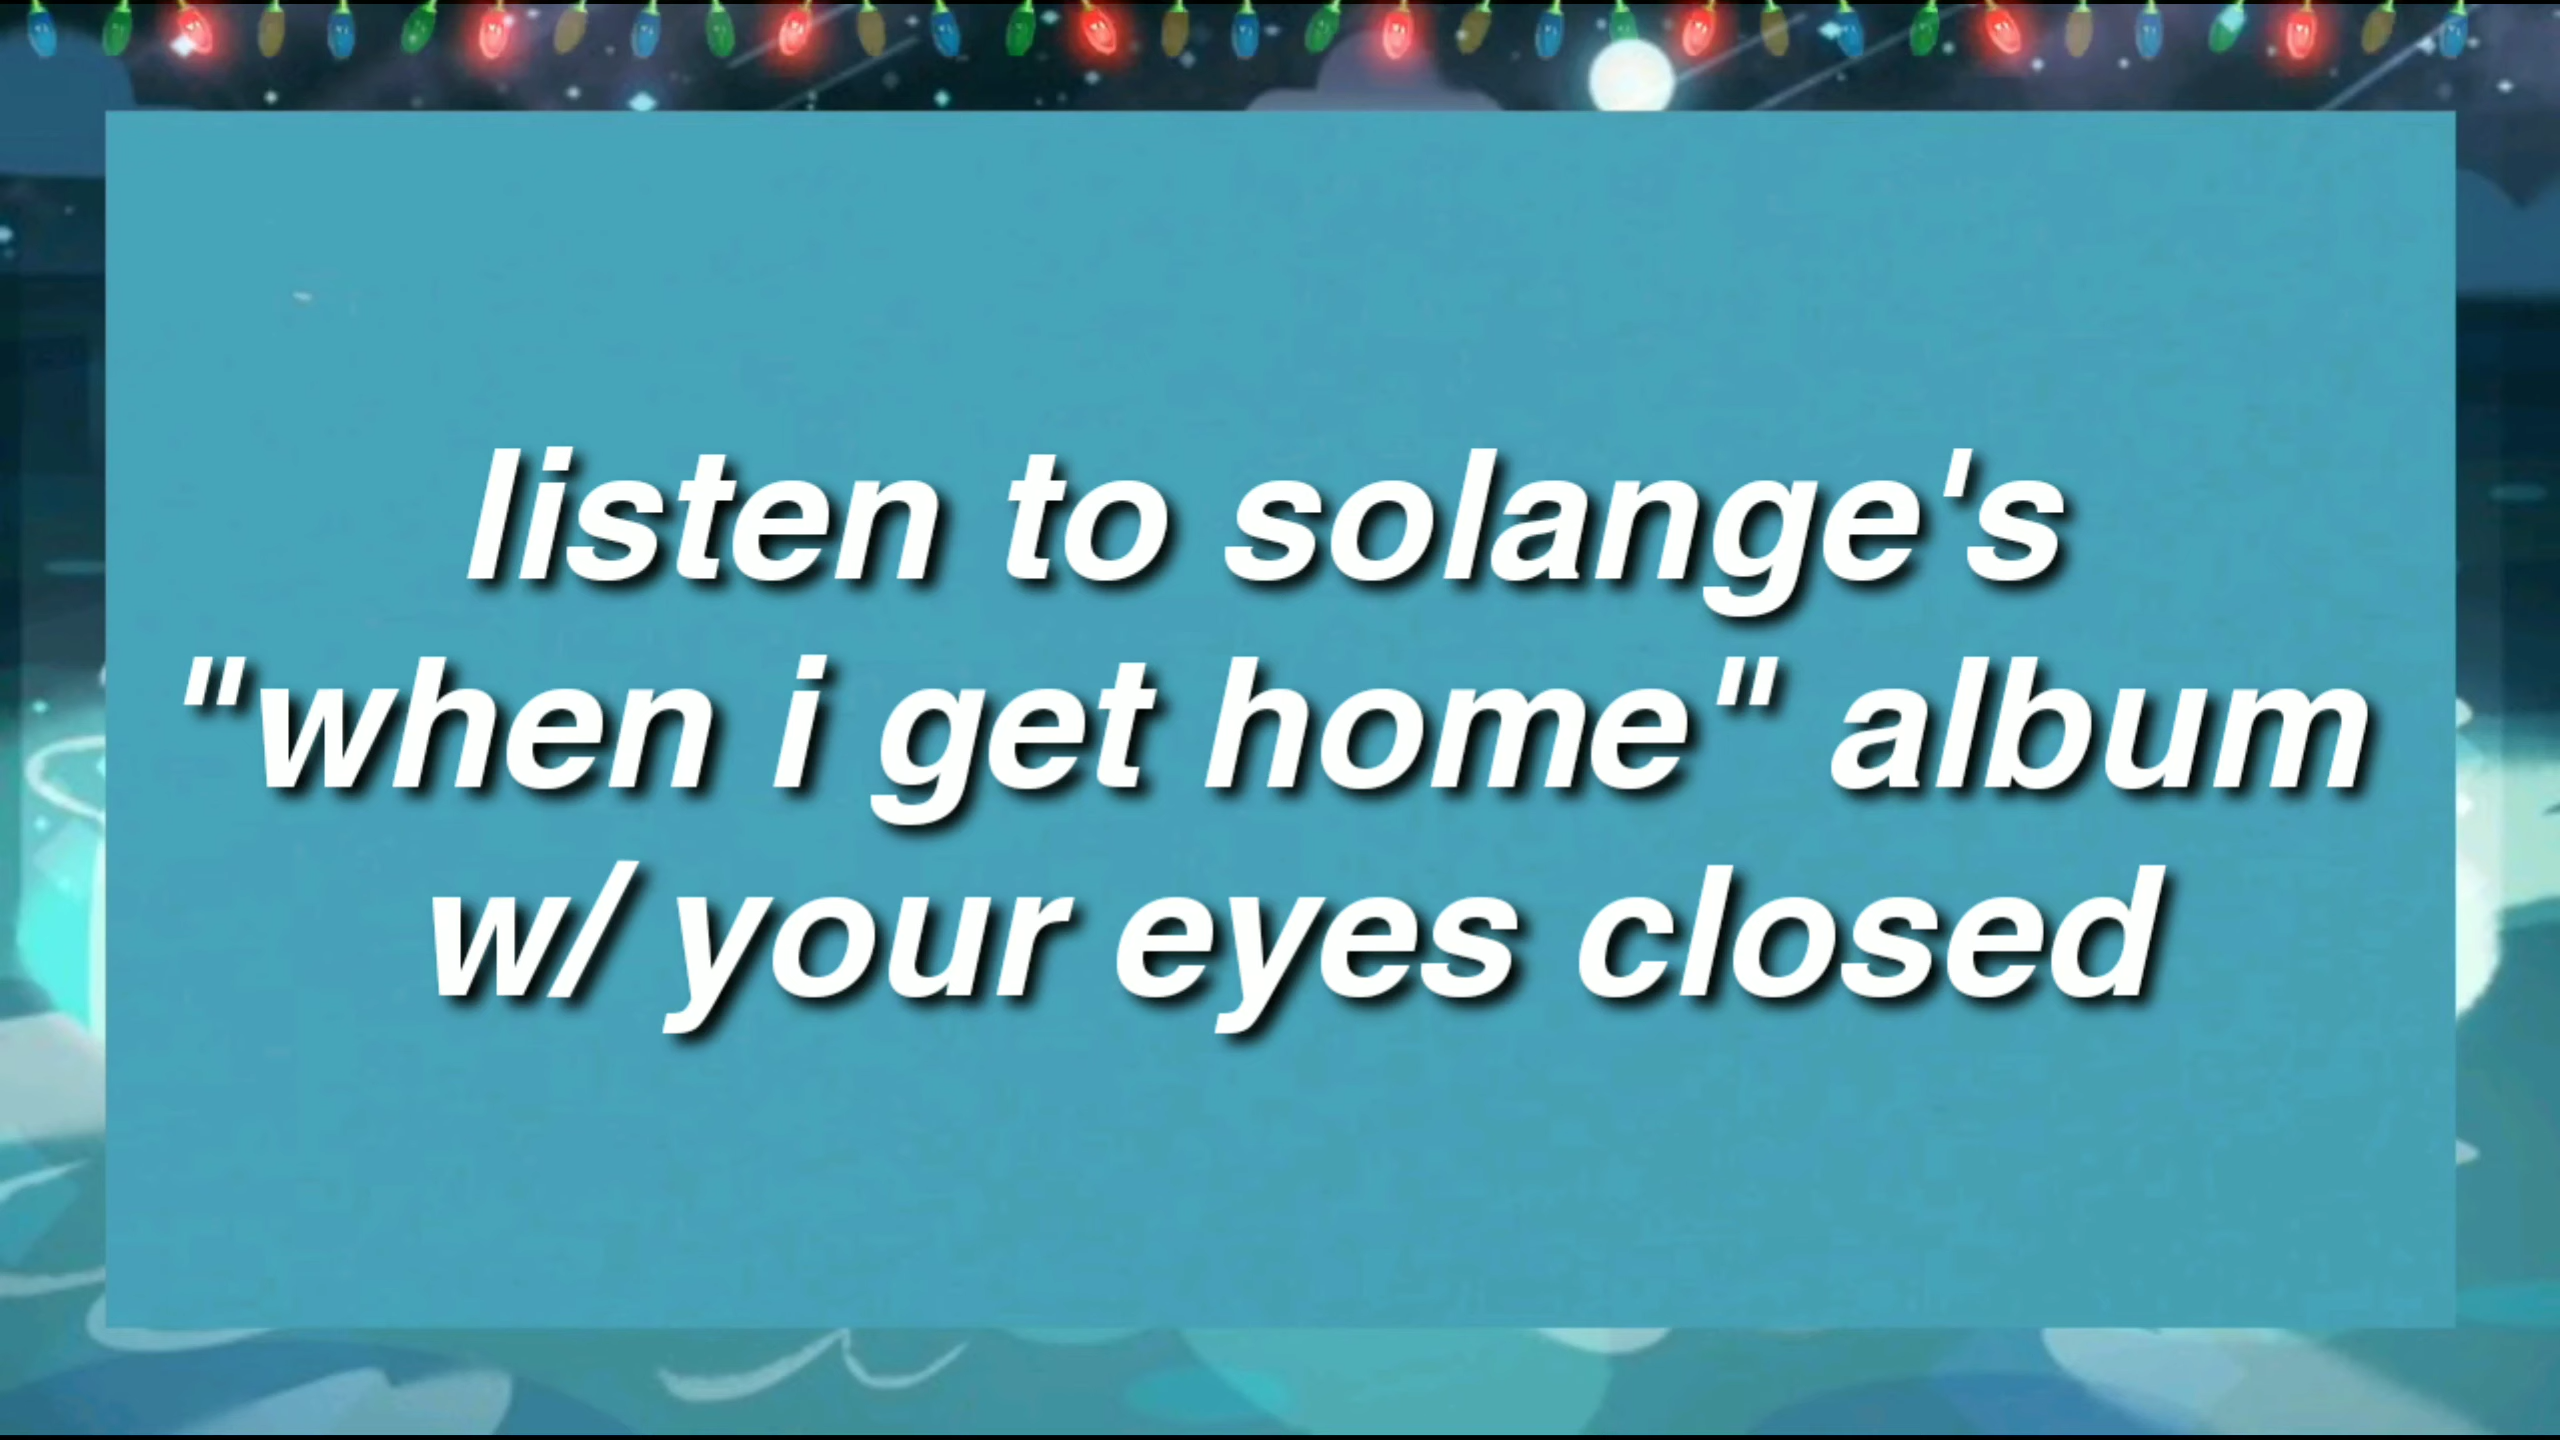 listen to solange's
"when i get home" album
w/ your eyes closed